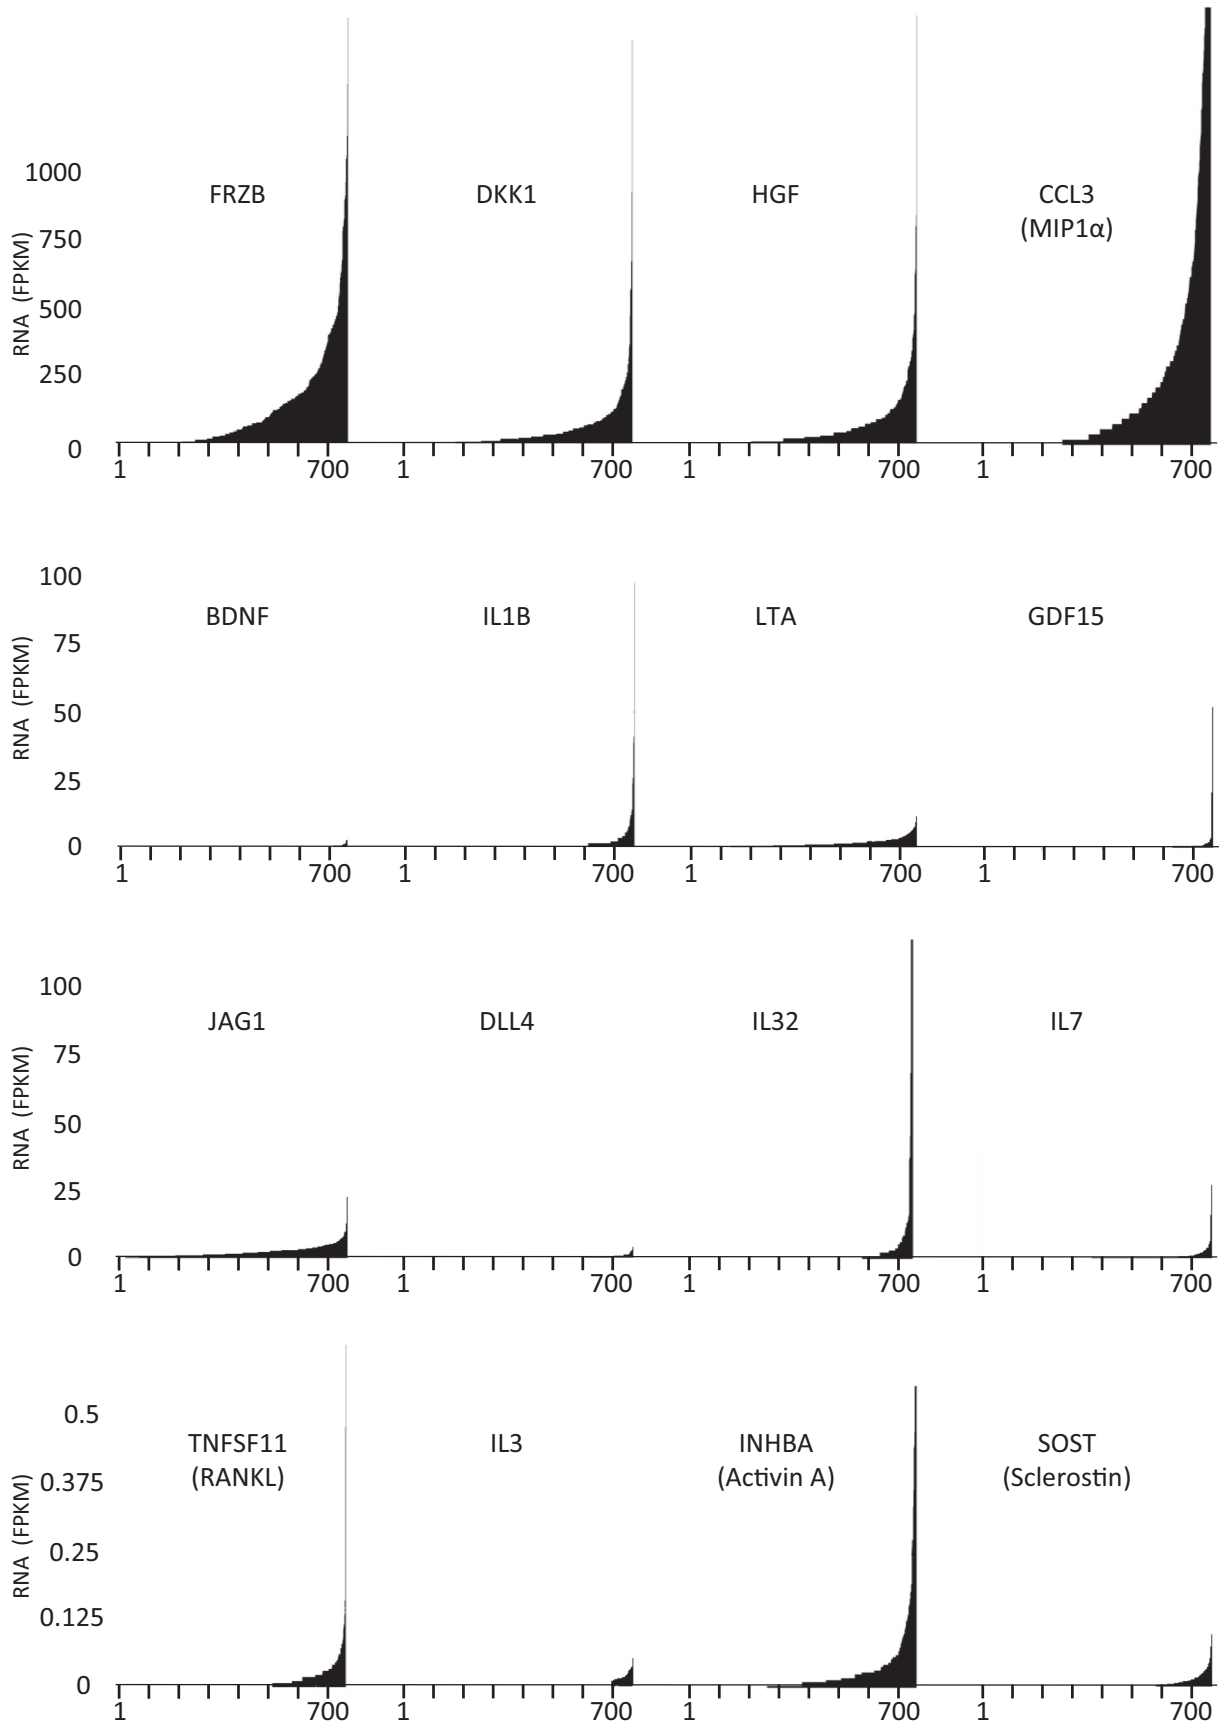 1000
750
500
250
0
RNA (FPKM)
FRZB
DKK1
HGF
CCL3
(MIP1α)
1 700 1 700 1 700 1 700
100
75
50
25
0
RNA (FPKM)
BDNF
IL1B
LTA
GDF15
1 700 1 700 1 700 1 700
100
75
50
25
0
RNA (FPKM)
JAG1
DLL4
IL32
IL7
1 700 1 700 1 700 1 700
0.5
0.375
0.25
0.125
0
RNA (FPKM)
TNFSF11
(RANKL)
IL3
INHBA
(Activin A)
SOST
(Sclerostin)
1 700 1 700 1 700 1 700